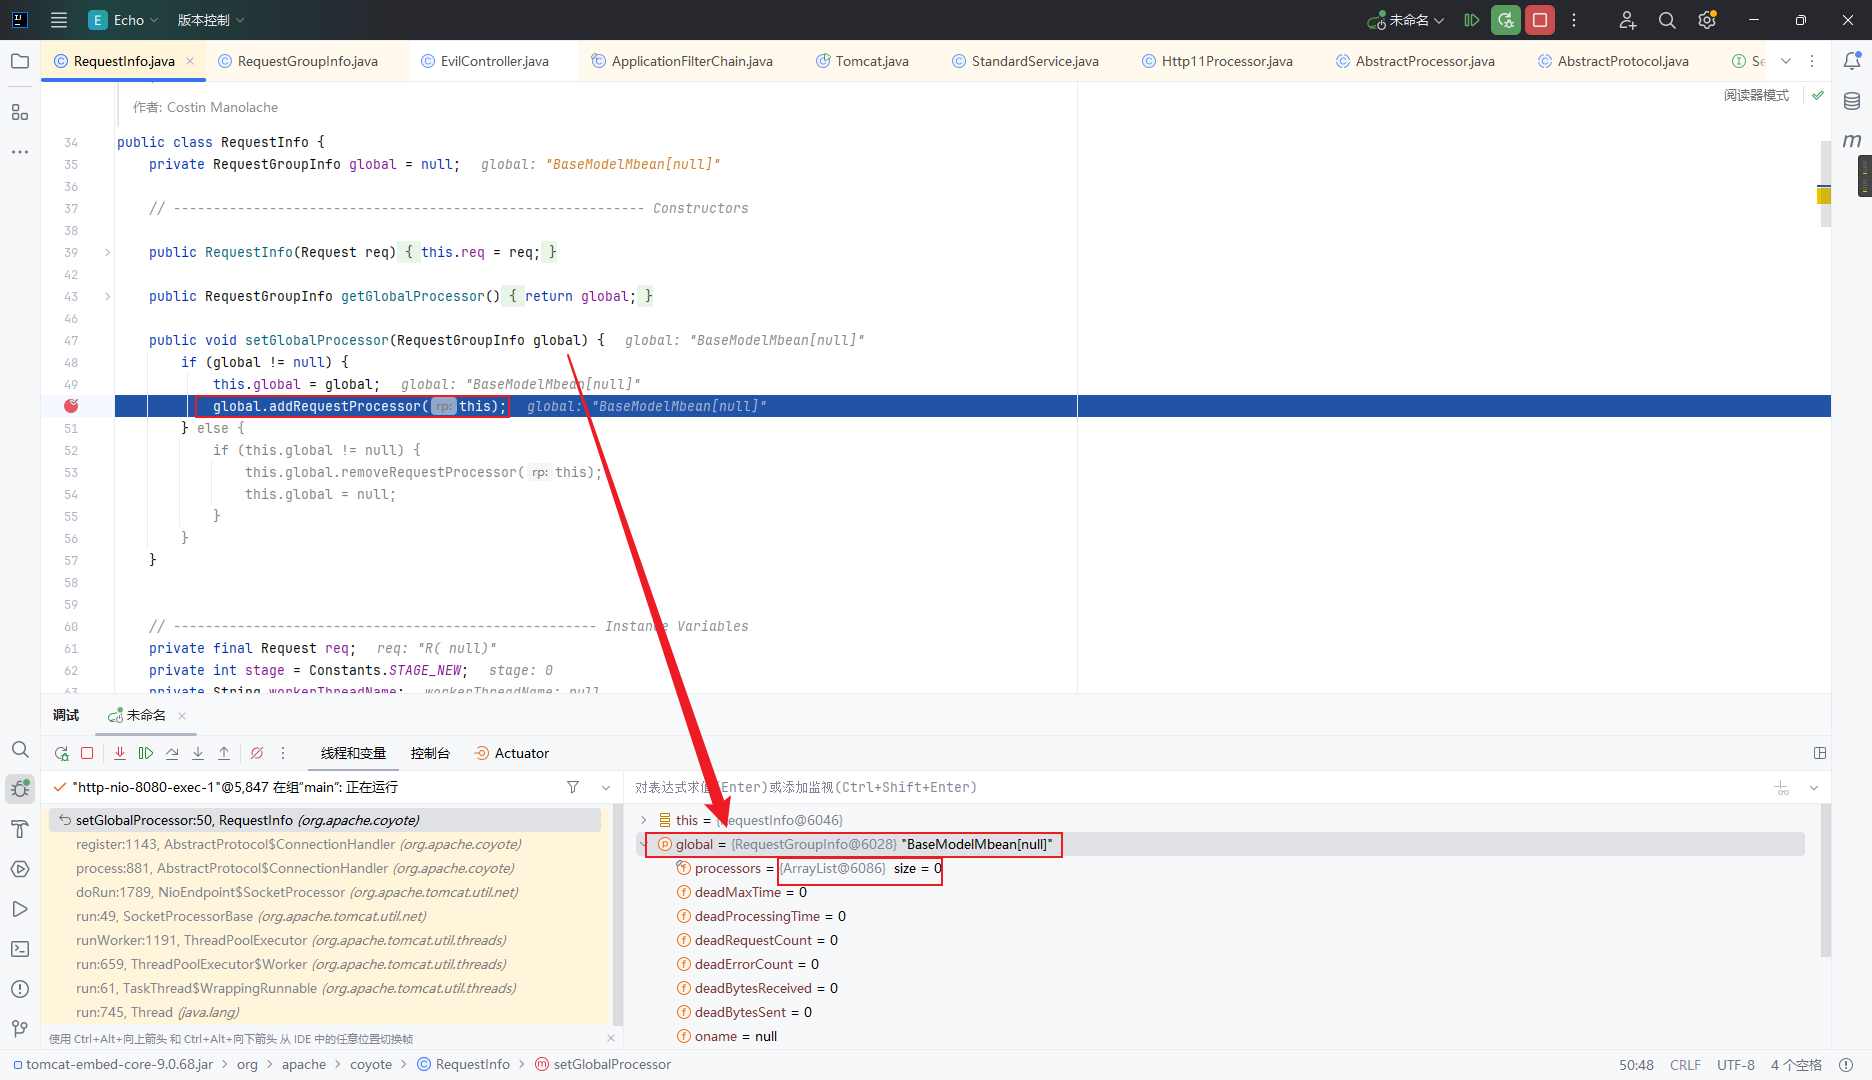 E Echo 版本控制 未命名
RequestInfo.java RequestGroupInfo.java EvilController.java ApplicationFilterChain.java Tomcat.java StandardService.java Http11Processor.java AbstractProcessor.java AbstractProtocol.java Se
作者: Costin Manolache
阅读器模式
34 public class RequestInfo {
35 private RequestGroupInfo global = null; global: "BaseModelMbean[null]"
36
37 // ----------------------------------------------------------- Constructors
38
39 public RequestInfo(Request req) { this.req = req; }
42
43 public RequestGroupInfo getGlobalProcessor() { return global; }
46
47 public void setGlobalProcessor(RequestGroupInfo global) { global: "BaseModelMbean[null]"
48 if (global != null) {
49 this.global = global; global: "BaseModelMbean[null]"
global.addRequestProcessor( rp: this); global: "BaseModelMbean[null]"
51 } else {
52 if (this.global != null) {
53 this.global.removeRequestProcessor( rp: this);
54 this.global = null;
55 }
56 }
57 }
58
59
60 // ----------------------------------------------------- Instance Variables
61 private final Request req; req: "R( null)"
62 private int stage = Constants.STAGE_NEW; stage: 0
63 private String workerThreadName; workerThreadName: null
调试 未命名
线程和变量 控制台 Actuator
"http-nio-8080-exec-1"@5,847 在组"main": 正在运行
setGlobalProcessor:50, RequestInfo (org.apache.coyote)
register:1143, AbstractProtocol$ConnectionHandler (org.apache.coyote)
process:881, AbstractProtocol$ConnectionHandler (org.apache.coyote)
doRun:1789, NioEndpoint$SocketProcessor (org.apache.tomcat.util.net)
run:49, SocketProcessorBase (org.apache.tomcat.util.net)
runWorker:1191, ThreadPoolExecutor (org.apache.tomcat.util.threads)
run:659, ThreadPoolExecutor$Worker (org.apache.tomcat.util.threads)
run:61, TaskThread$WrappingRunnable (org.apache.tomcat.util.threads)
run:745, Thread (java.lang)
使用 Ctrl+Alt+向上箭头 和 Ctrl+Alt+向下箭头 从 IDE 中的任意位置切换帧
对表达式求值(Enter)或添加监视(Ctrl+Shift+Enter)
this = {RequestInfo@6046}
global = {RequestGroupInfo@6028} "BaseModelMbean[null]"
processors = {ArrayList@6086} size = 0
deadMaxTime = 0
deadProcessingTime = 0
deadRequestCount = 0
deadErrorCount = 0
deadBytesReceived = 0
deadBytesSent = 0
oname = null
tomcat-embed-core-9.0.68.jar > org > apache > coyote > RequestInfo > setGlobalProcessor
50:48 CRLF UTF-8 4 个空格